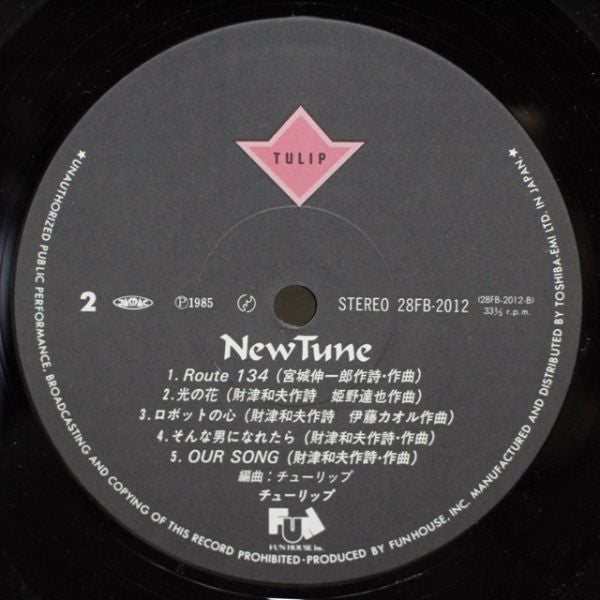 TULIP
2 JASRAC Ⓟ1985 STEREO 28FB-2012 (28FB-2012-B)
33⅓ r.p.m.
NewTune
1. Route 134 (宮城伸一郎作詩・作曲)
2. 光の花 (財津和夫作詩 姫野達也作曲)
3. ロボットの心 (財津和夫作詩 伊藤カオル作曲)
4. そんな男になれたら (財津和夫作詩・作曲)
5. OUR SONG (財津和夫作詩・作曲)
編曲：チューリップ
チューリップ
FUN
FUN HOUSE Inc.
★UNAUTHORIZED PUBLIC PERFORMANCE, BROADCASTING AND COPYING OF THIS RECORD PROHIBITED・PRODUCED BY FUNHOUSE, INC. MANUFACTURED AND DISTRIBUTED BY TOSHIBA-EMI LTD. IN JAPAN.★